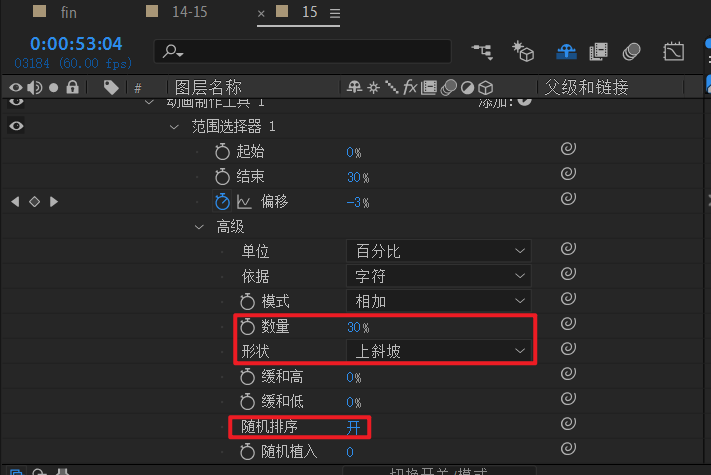 fin 14-15 × 15 ☰
0:00:53:04
03184 (60.00 fps)
# 图层名称 父级和链接
动画制作工具 1 添加:
范围选择器 1
起始 0%
结束 30%
偏移 -3%
高级
单位 百分比
依据 字符
模式 相加
数量 30%
形状 上斜坡
缓和高 0%
缓和低 0%
随机排序 开
随机植入 0
切换开关/模式